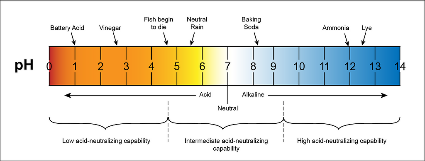 Battery Acid
Vinegar
Fish begin
to die
Neutral
Rain
Baking
Soda
Ammonia
Lye
pH 0 1 2 3 4 5 6 7 8 9 10 11 12 13 14
Acid
Alkaline
Neutral
Low acid-neutralizing capability
Intermediate acid-neutralizing
capability
High acid-neutralizing capability